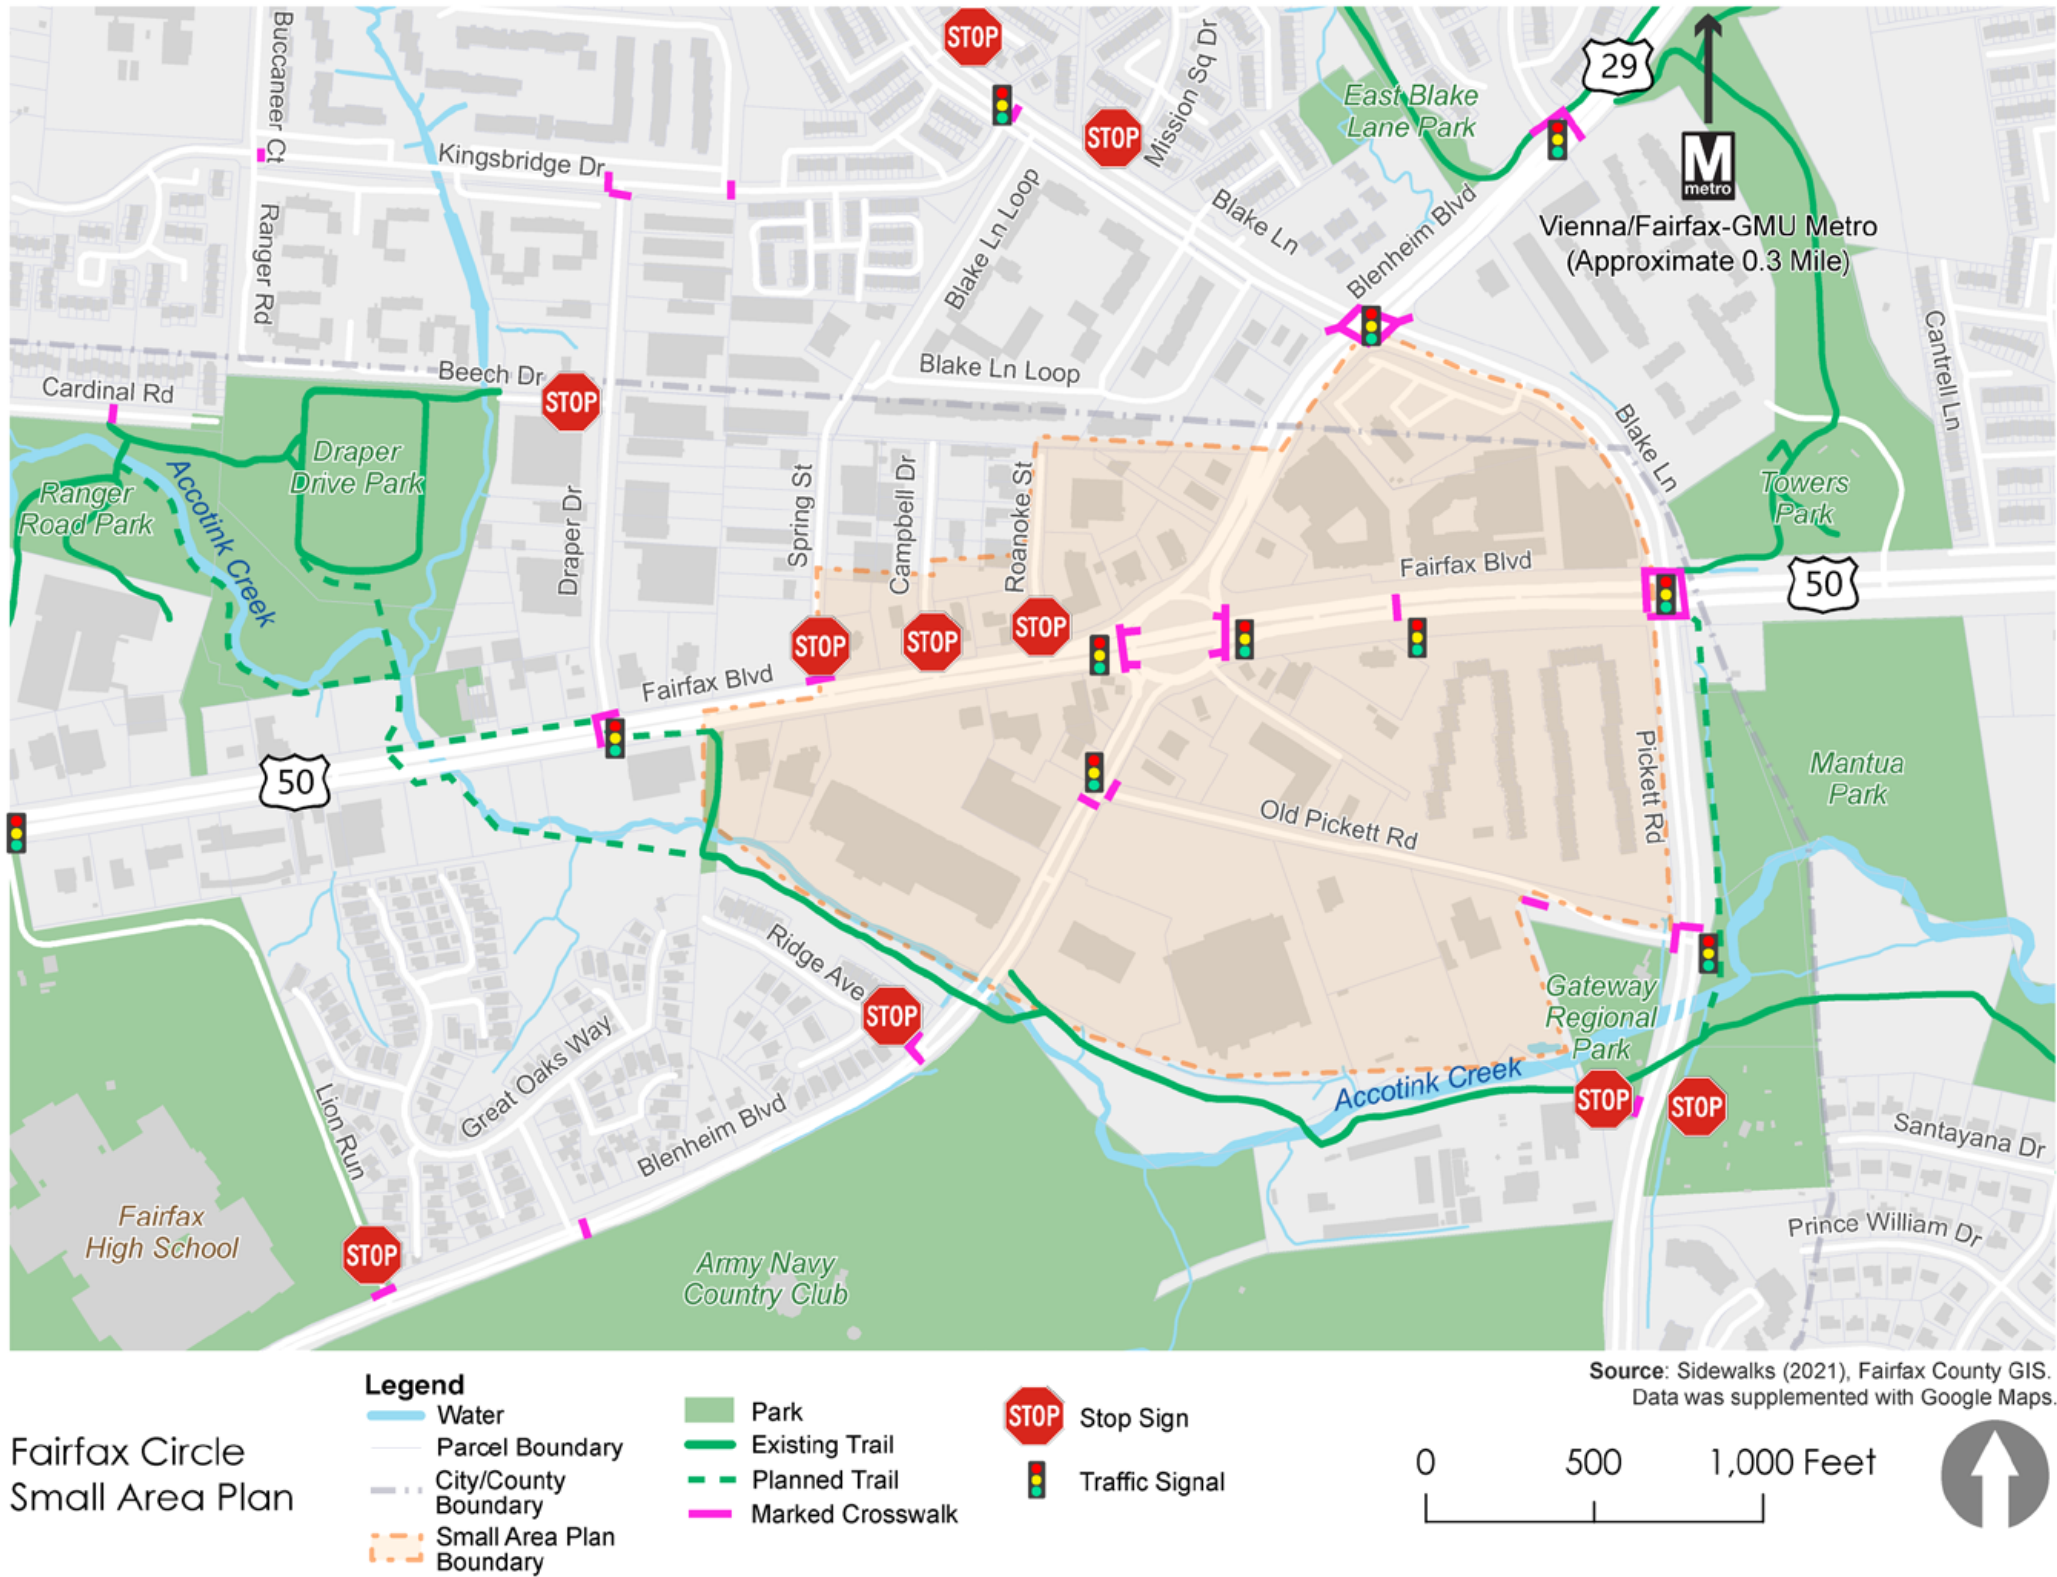 STOP
Buccaneer Ct
Mission Sq Dr
STOP
29
East Blake
Lane Park
Kingsbridge Dr
M
metro
Blake Ln Loop
Blake Ln
Blenheim Blvd
Vienna/Fairfax-GMU Metro
(Approximate 0.3 Mile)
Ranger Rd
Cantrell Ln
Beech Dr
Blake Ln Loop
Cardinal Rd
STOP
Draper
Drive Park
Blake Ln
Accotink Creek
Ranger
Road Park
Draper Dr
Spring St
Campbell Dr
Roanoke St
Towers
Park
Fairfax Blvd
50
STOP
STOP
STOP
Fairfax Blvd
50
Pickett Rd
Mantua
Park
Old Pickett Rd
Ridge Ave
STOP
Gateway
Regional
Park
Great Oaks Way
Lion Run
Accotink Creek
STOP
STOP
Blenheim Blvd
Santayana Dr
Fairfax
High School
STOP
Army Navy
Country Club
Prince William Dr
Source: Sidewalks (2021), Fairfax County GIS.
Data was supplemented with Google Maps.
Fairfax Circle
Small Area Plan
Legend
Water
Parcel Boundary
City/County
Boundary
Small Area Plan
Boundary
Park
Existing Trail
Planned Trail
Marked Crosswalk
STOP
Stop Sign
Traffic Signal
0 500 1,000 Feet